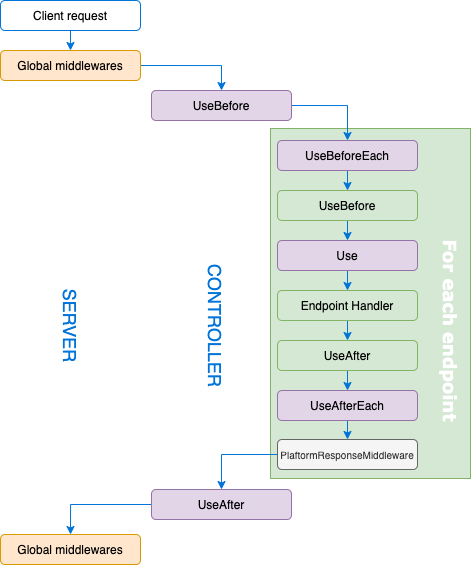 Client request
Global middlewares
UseBefore
UseBeforeEach
UseBefore
Use
Endpoint Handler
UseAfter
UseAfterEach
PlaftormResponseMiddleware
For each endpoint
CONTROLLER
SERVER
UseAfter
Global middlewares